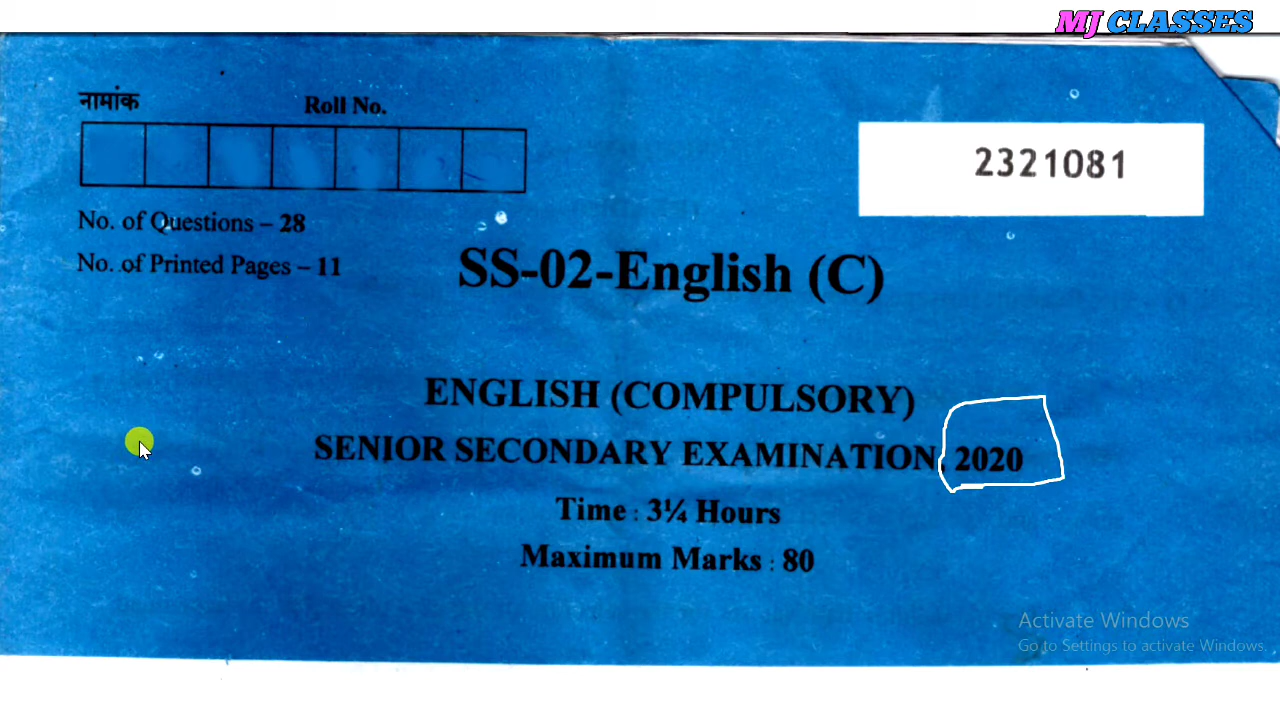 MJ CLASSES
नामांक Roll No.
2321081
No. of Questions – 28
No. of Printed Pages – 11
SS-02-English (C)
ENGLISH (COMPULSORY)
SENIOR SECONDARY EXAMINATION, 2020
Time : 3¼ Hours
Maximum Marks : 80
Activate Windows
Go to Settings to activate Windows.